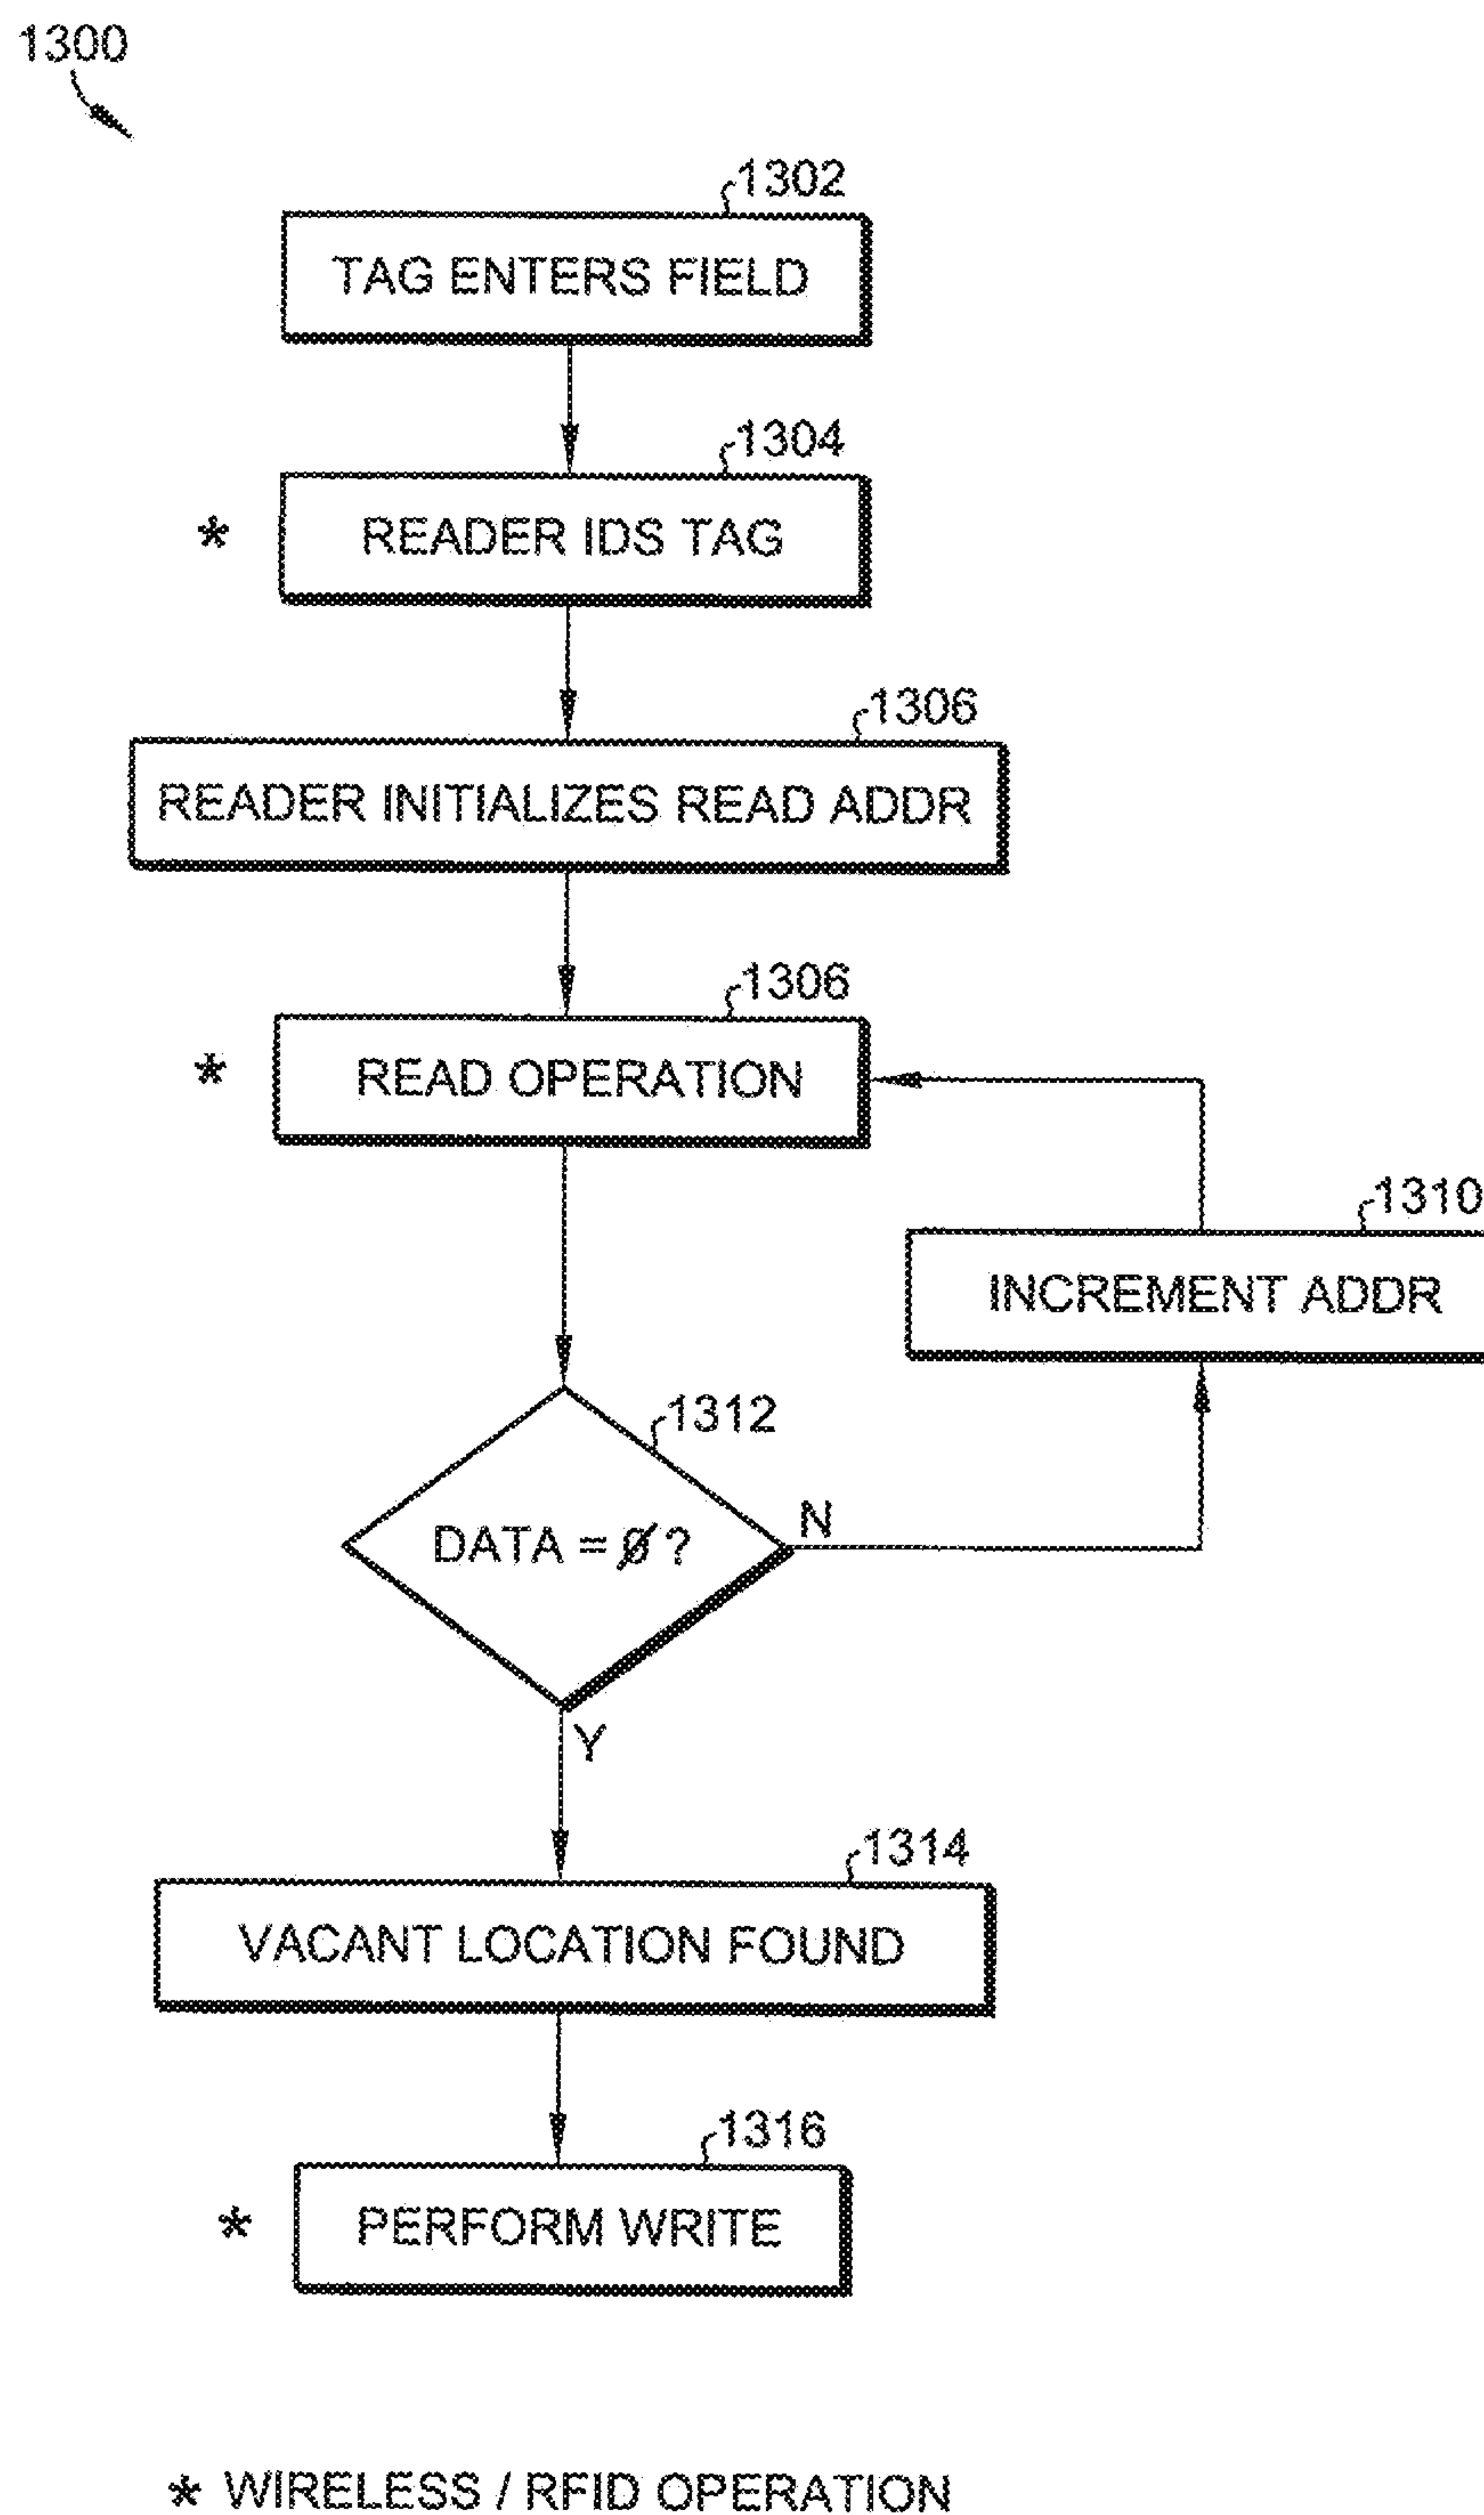 1300
1302
TAG ENTERS FIELD
1304
* READER IDS TAG
1306
READER INITIALIZES READ ADDR
1306
* READ OPERATION
1310
INCREMENT ADDR
1312
DATA = Ø ?
N
Y
1314
VACANT LOCATION FOUND
1316
* PERFORM WRITE
* WIRELESS / RFID OPERATION